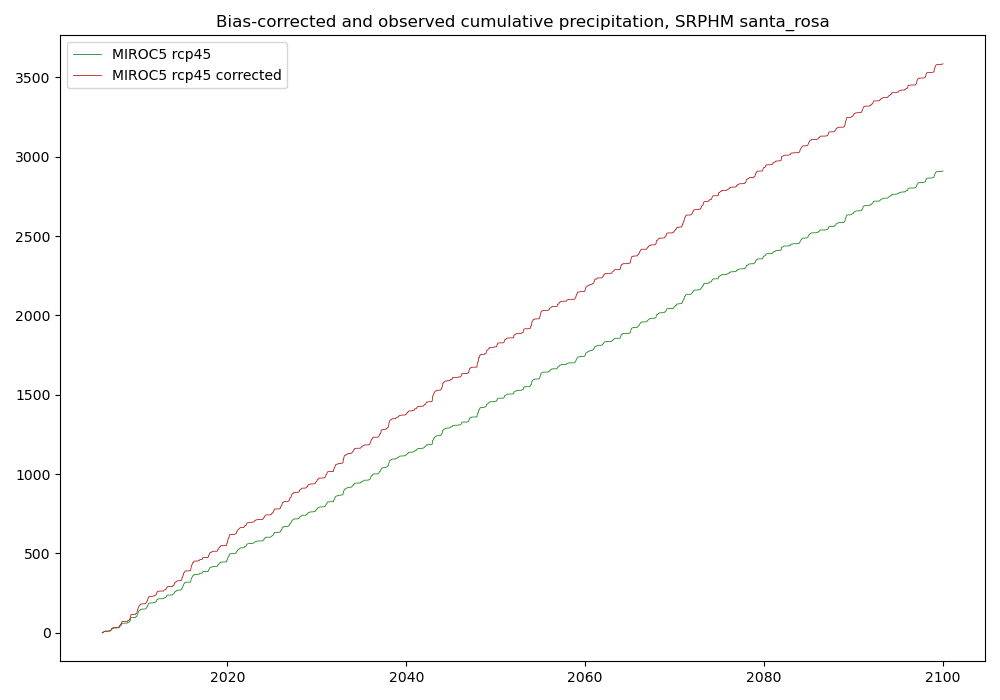 Bias-corrected and observed cumulative precipitation, SRPHM santa_rosa
MIROC5 rcp45
MIROC5 rcp45 corrected
3500
3000
2500
2000
1500
1000
500
0
2020 2040 2060 2080 2100